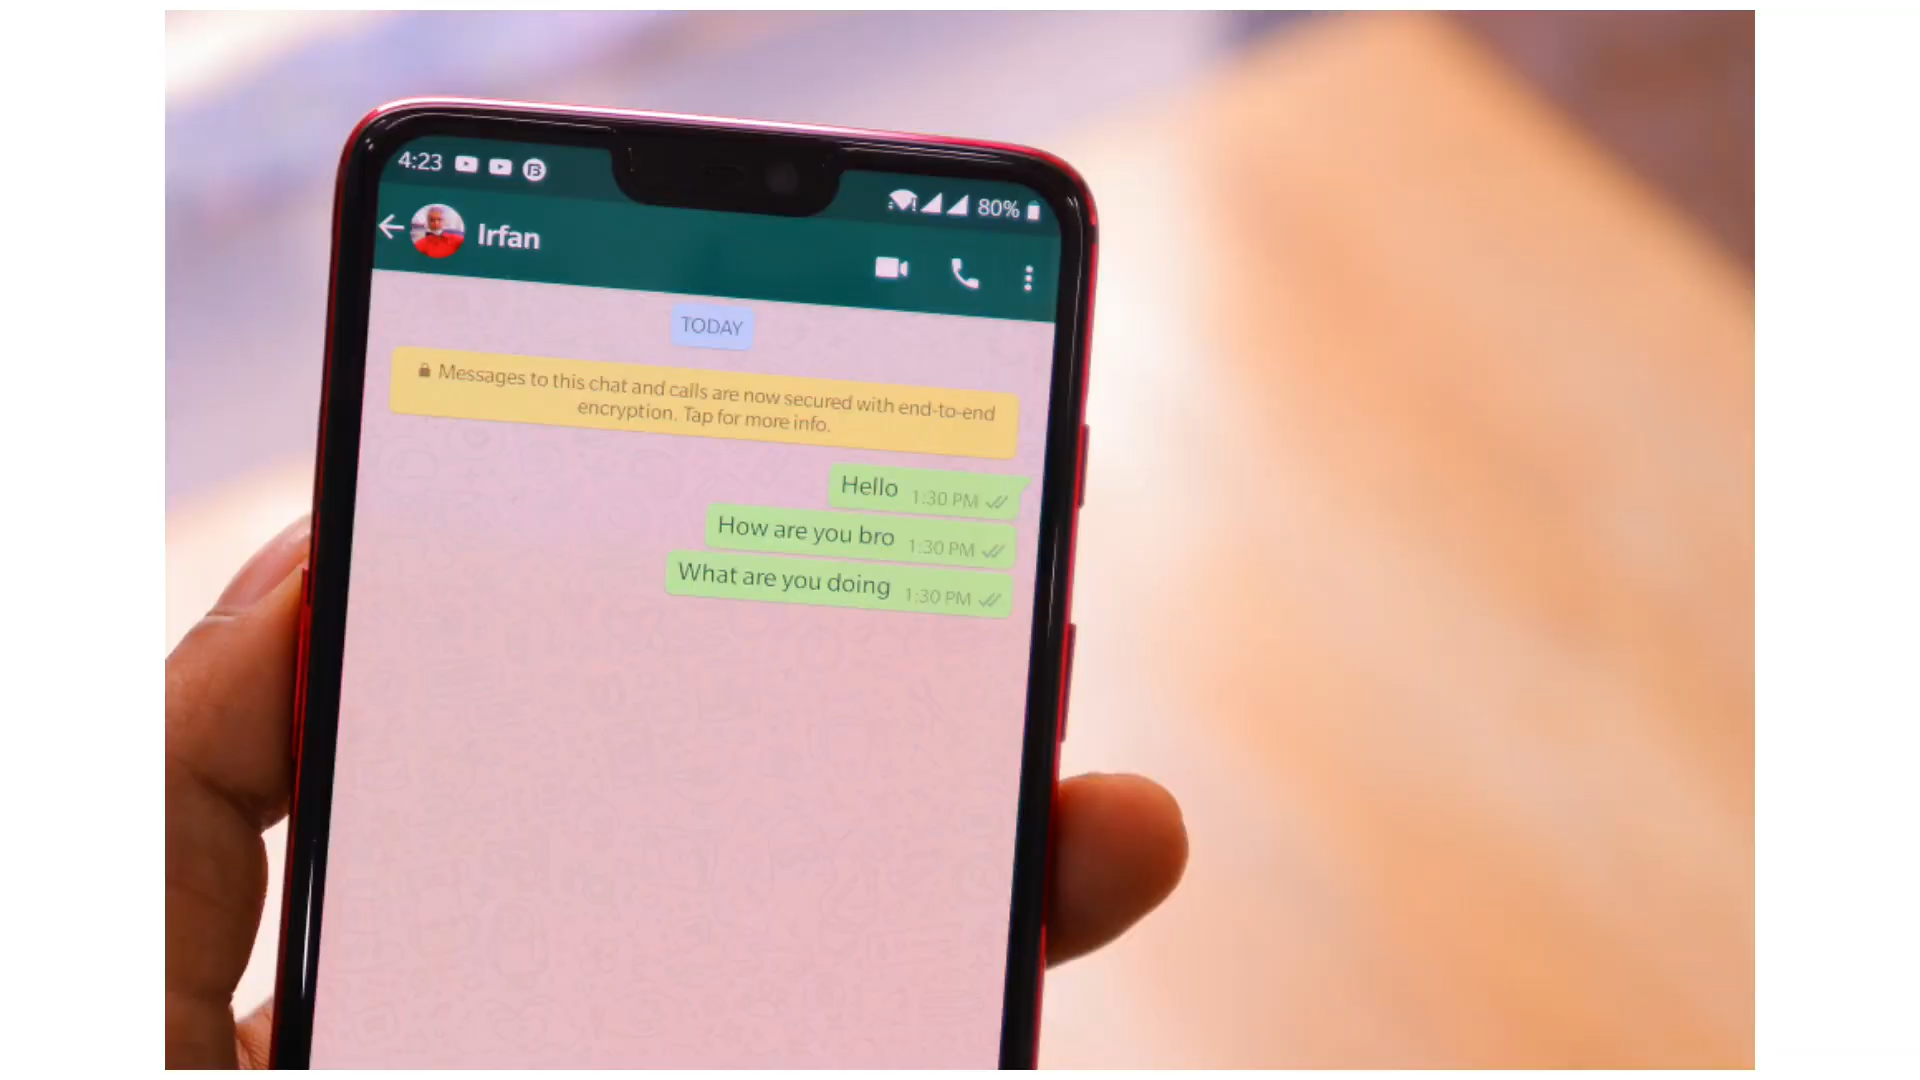 4:23
80%
Irfan
TODAY
Messages to this chat and calls are now secured with end-to-end
encryption. Tap for more info.
Hello 1:30 PM
How are you bro 1:30 PM
What are you doing 1:30 PM